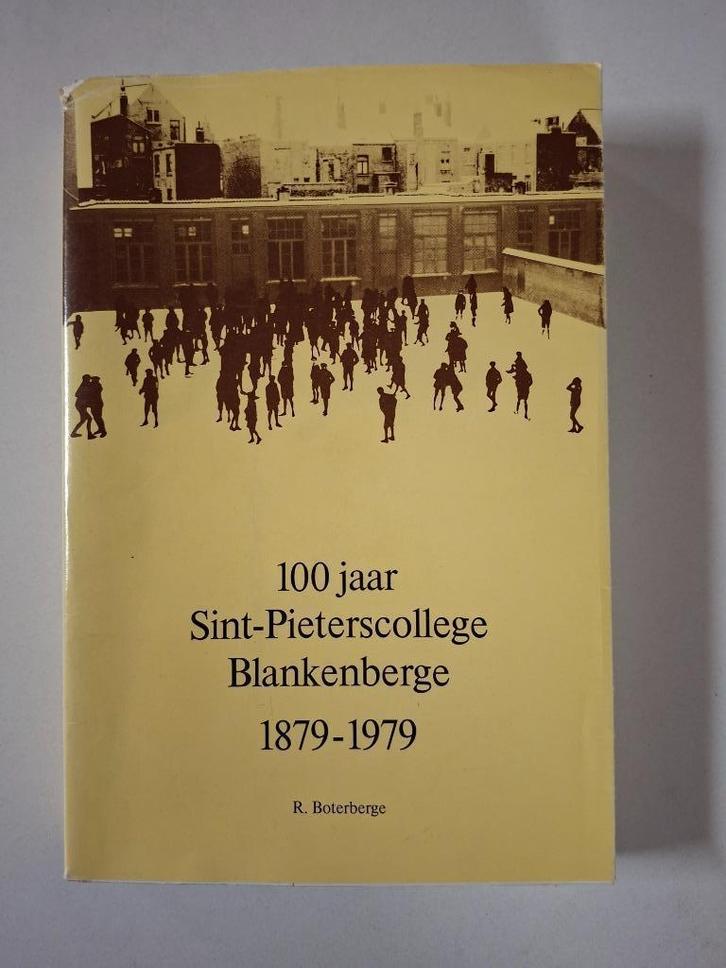 100 jaar
Sint-Pieterscollege
Blankenberge
1879-1979
R. Boterberge